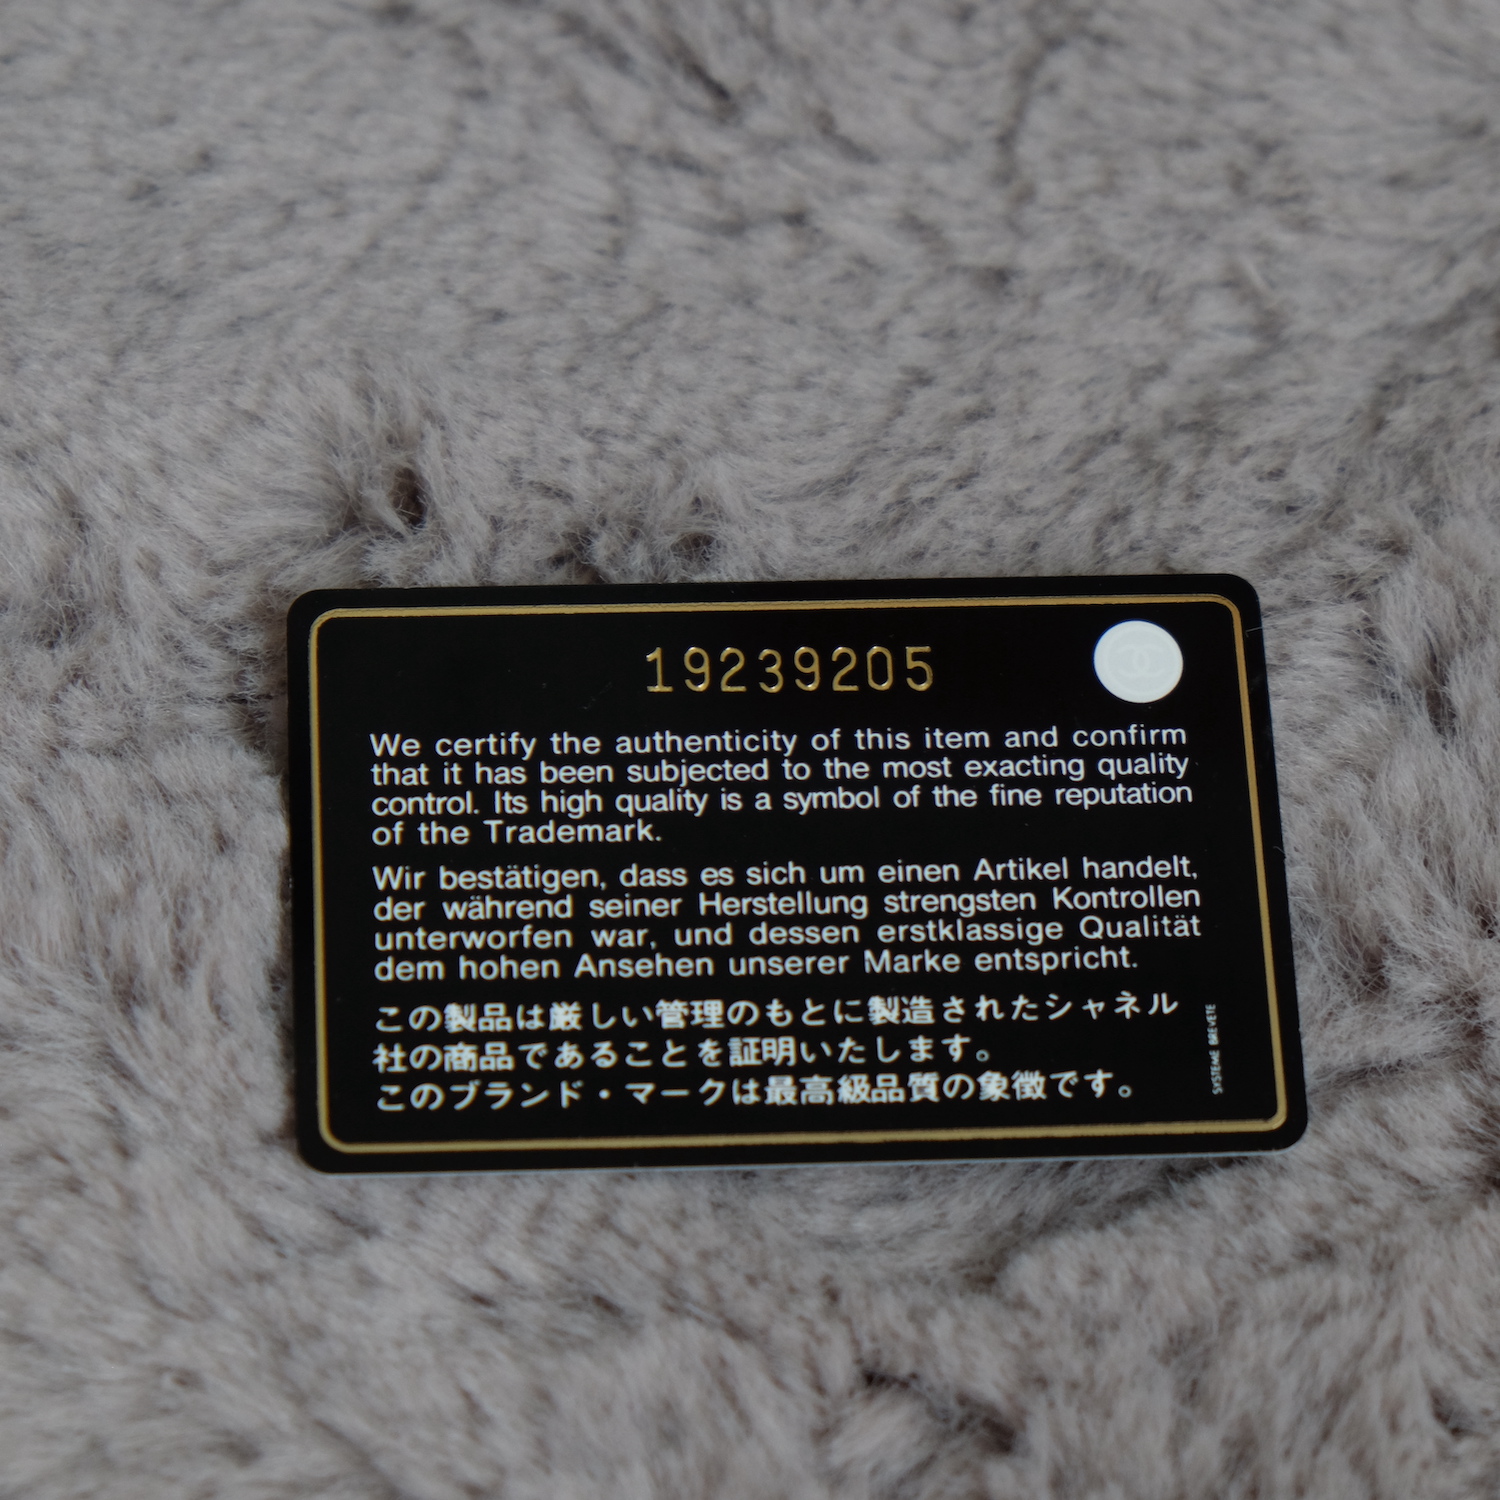 19239205
We certify the authenticity of this item and confirm
that it has been subjected to the most exacting quality
control. Its high quality is a symbol of the fine reputation
of the Trademark.
Wir bestätigen, dass es sich um einen Artikel handelt,
der während seiner Herstellung strengsten Kontrollen
unterworfen war, und dessen erstklassige Qualität
dem hohen Ansehen unserer Marke entspricht.
この製品は厳しい管理のもとに製造されたシャネル
社の商品であることを証明いたします。
このブランド・マークは最高級品質の象徴です。
SYSTEME BREVETE